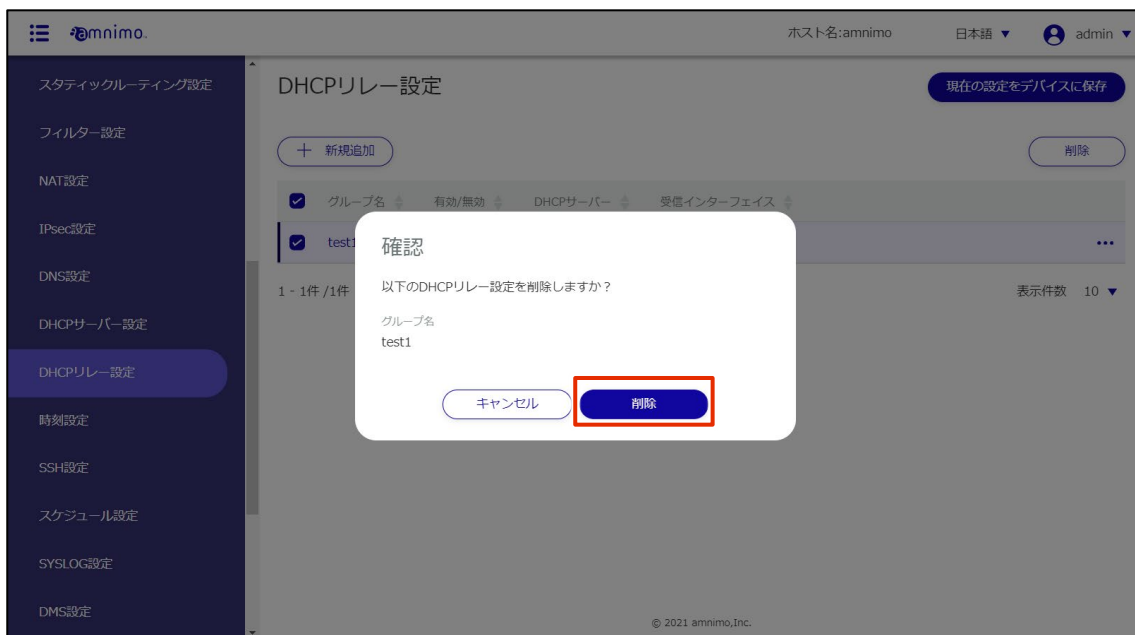 amnimo.
ホスト名:amnimo
日本語 ▼
admin ▼
スタティックルーティング設定
フィルター設定
NAT設定
IPsec設定
DNS設定
DHCPサーバー設定
DHCPリレー設定
時刻設定
SSH設定
スケジュール設定
SYSLOG設定
DMS設定
DHCPリレー設定
現在の設定をデバイスに保存
+ 新規追加
削除
グループ名 有効/無効 DHCPサーバー 受信インターフェイス
test1
1 - 1件 /1件
表示件数 10 ▼
確認
以下のDHCPリレー設定を削除しますか?
グループ名
test1
キャンセル
削除
© 2021 amnimo,Inc.